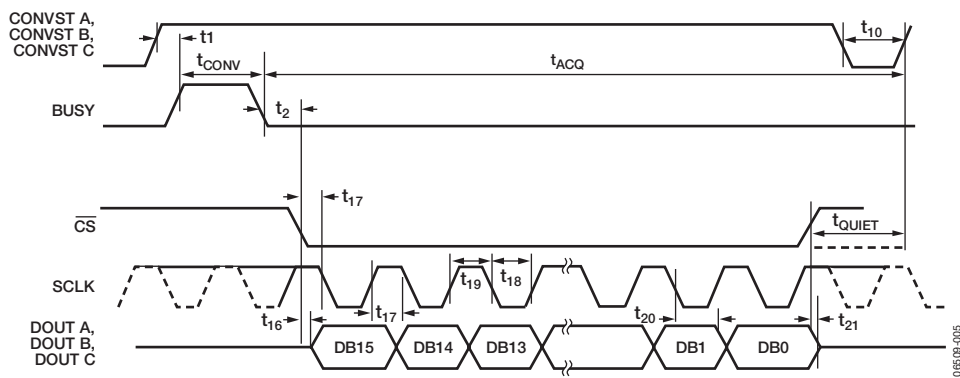 CONVST A,
CONVST B,
CONVST C
t1
t10
tCONV
tACQ
BUSY
t2
t17
CS
tQUIET
SCLK
t19
t18
t16
t17
t20
t21
DOUT A,
DOUT B,
DOUT C
DB15
DB14
DB13
DB1
DB0
06509-005